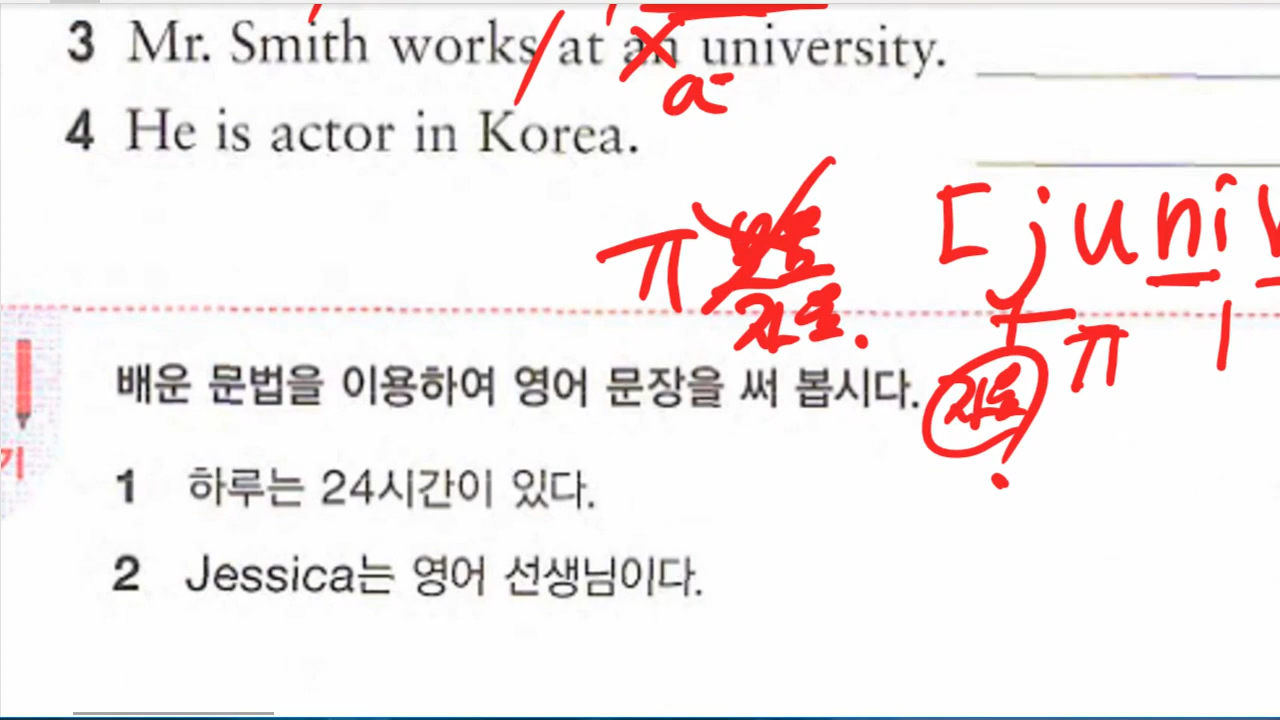 3 Mr. Smith works at an university.
a
4 He is actor in Korea.
ㅠ 모음 [juni
자음. ㅠ
배운 문법을 이용하여 영어 문장을 써 봅시다. 자음
기
1 하루는 24시간이 있다.
2 Jessica는 영어 선생님이다.